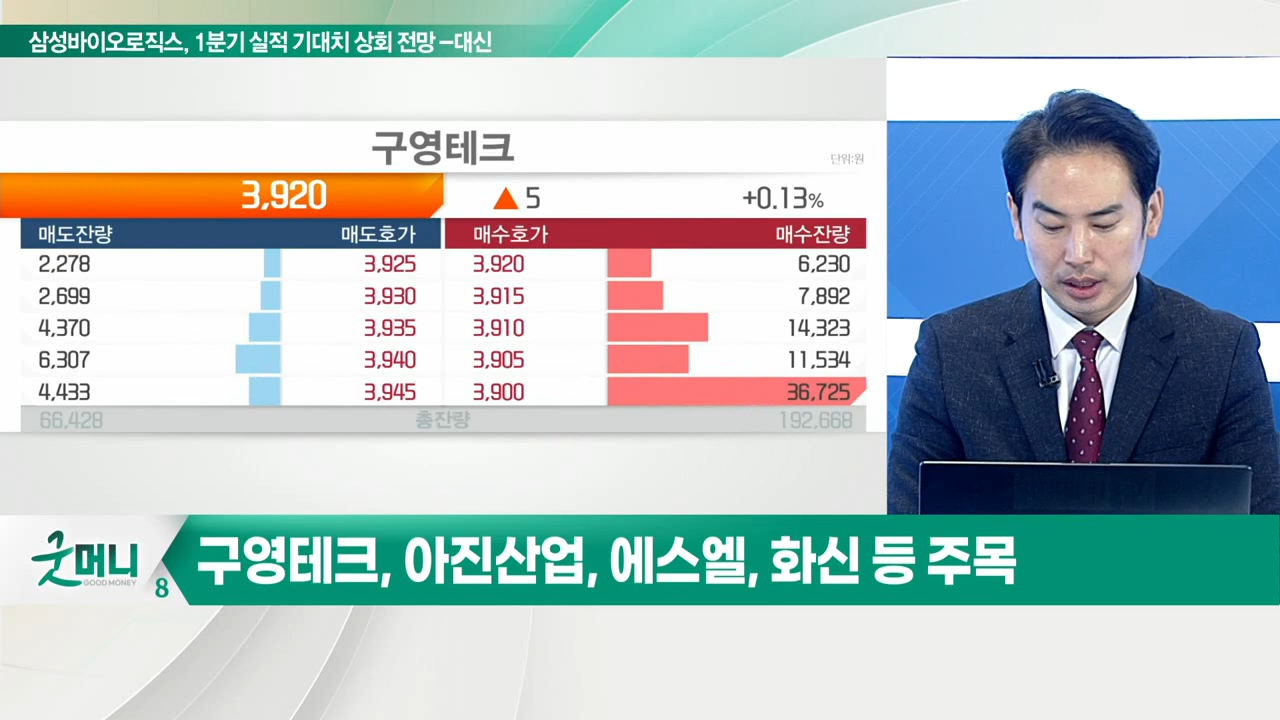 삼성바이오로직스, 1분기 실적 기대치 상회 전망 –대신
구영테크
단위:원
3,920 ▲ 5 +0.13%
매도잔량 매도호가 매수호가 매수잔량
2,278 3,925 3,920 6,230
2,699 3,930 3,915 7,892
4,370 3,935 3,910 14,323
6,307 3,940 3,905 11,534
4,433 3,945 3,900 36,725
66,428 총잔량 192,668
굿머니
GOOD MONEY
8
구영테크, 아진산업, 에스엘, 화신 등 주목